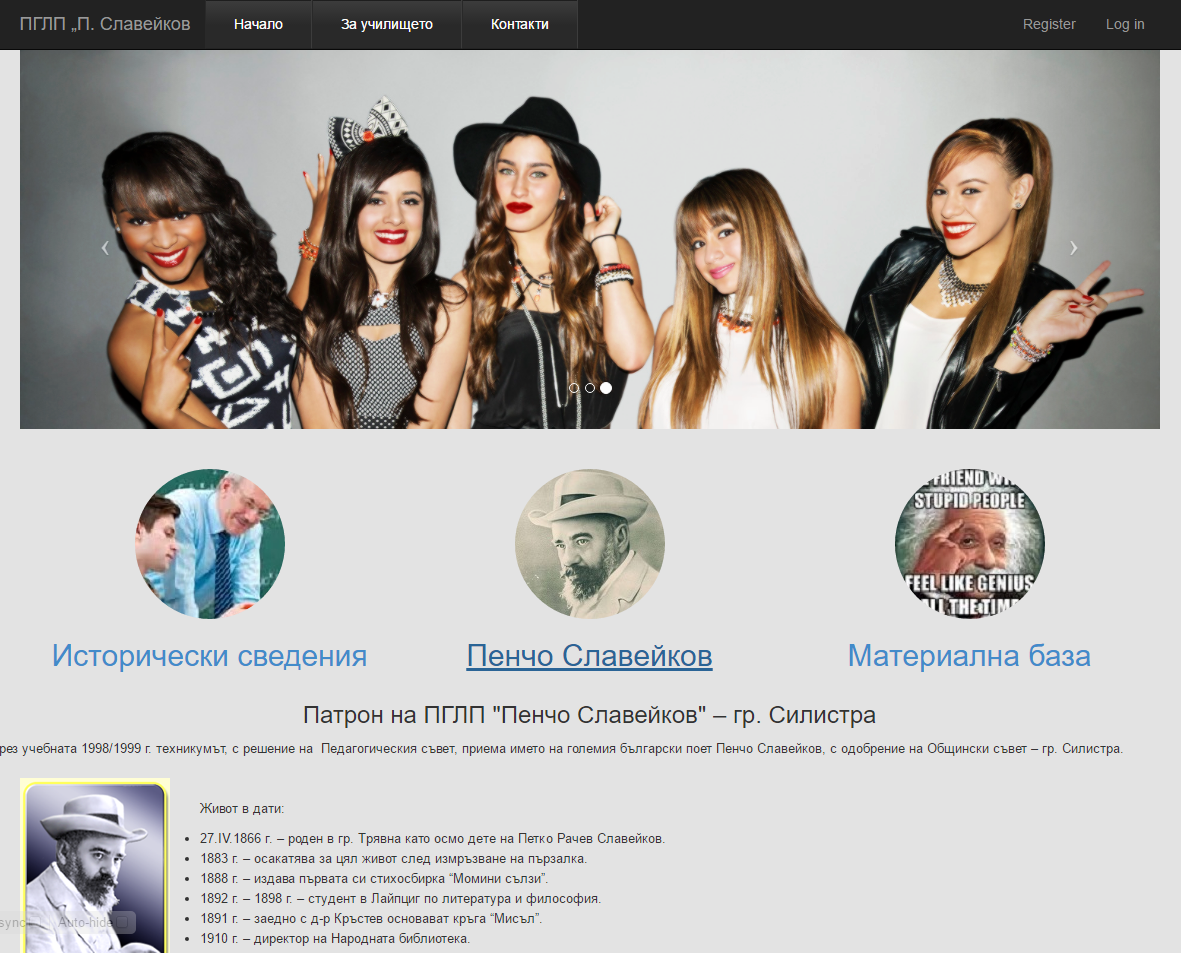 ПГЛП „П. Славейков
Начало
За училището
Контакти
Register
Log in
FRIEND
STUPID PEOPLE
FEEL LIKE GENIUS
ALL THE TIM
Исторически сведения
Пенчо Славейков
Материална база
Патрон на ПГЛП "Пенчо Славейков" – гр. Силистра
рез учебната 1998/1999 г. техникумът, с решение на  Педагогическия съвет, приема името на големия български поет Пенчо Славейков, с одобрение на Общински съвет – гр. Силистра.
Живот в дати:
27.IV.1866 г. – роден в гр. Трявна като осмо дете на Петко Рачев Славейков.
1883 г. – осакатява за цял живот след измръзване на пързалка.
1888 г. – издава първата си стихосбирка “Момини сълзи”.
1892 г. – 1898 г. – студент в Лайпциг по литература и философия.
1891 г. – заедно с д-р Кръстев основават кръга “Мисъл”.
1910 г. – директор на Народната библиотека.
sync
Auto-hide